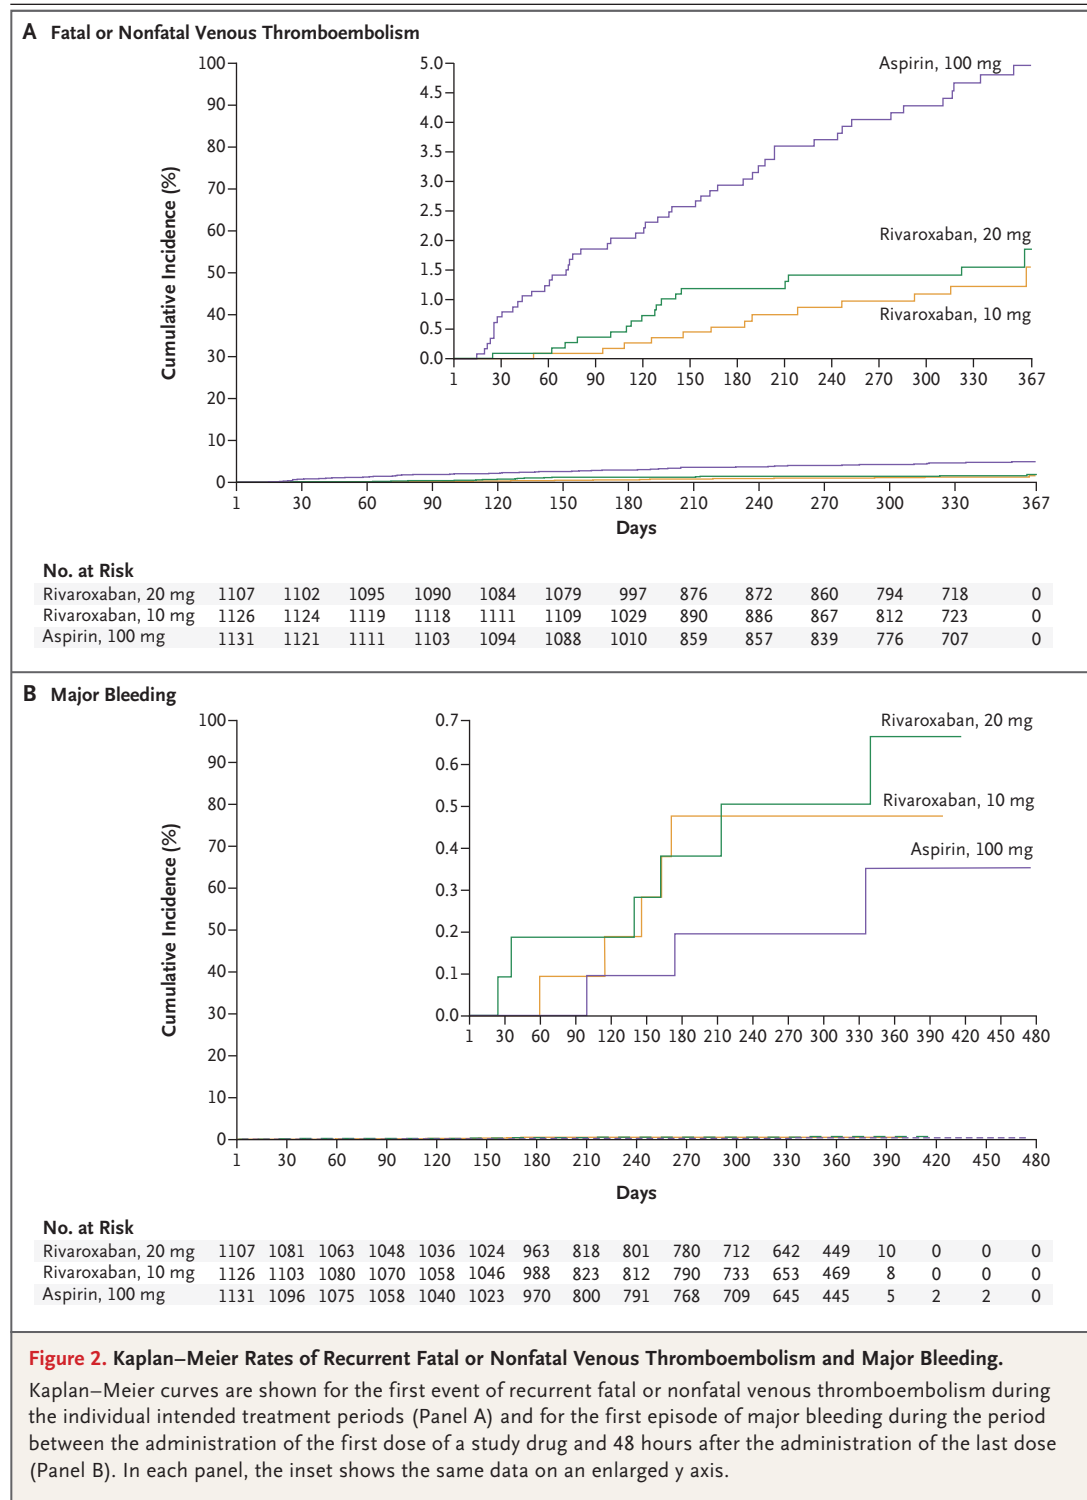 A Fatal or Nonfatal Venous Thromboembolism
Cumulative Incidence (%)
100
90
80
70
60
50
40
30
20
10
0
1 30 60 90 120 150 180 210 240 270 300 330 367
Days
5.0
4.5
4.0
3.5
3.0
2.5
2.0
1.5
1.0
0.5
0.0
1 30 60 90 120 150 180 210 240 270 300 330 367
Aspirin, 100 mg
Rivaroxaban, 20 mg
Rivaroxaban, 10 mg
No. at Risk
Rivaroxaban, 20 mg 1107 1102 1095 1090 1084 1079 997 876 872 860 794 718 0
Rivaroxaban, 10 mg 1126 1124 1119 1118 1111 1109 1029 890 886 867 812 723 0
Aspirin, 100 mg 1131 1121 1111 1103 1094 1088 1010 859 857 839 776 707 0
B Major Bleeding
Cumulative Incidence (%)
100
90
80
70
60
50
40
30
20
10
0
1 30 60 90 120 150 180 210 240 270 300 330 360 390 420 450 480
Days
0.7
0.6
0.5
0.4
0.3
0.2
0.1
0.0
1 30 60 90 120 150 180 210 240 270 300 330 360 390 420 450 480
Rivaroxaban, 20 mg
Rivaroxaban, 10 mg
Aspirin, 100 mg
No. at Risk
Rivaroxaban, 20 mg 1107 1081 1063 1048 1036 1024 963 818 801 780 712 642 449 10 0 0 0
Rivaroxaban, 10 mg 1126 1103 1080 1070 1058 1046 988 823 812 790 733 653 469 8 0 0 0
Aspirin, 100 mg 1131 1096 1075 1058 1040 1023 970 800 791 768 709 645 445 5 2 2 0
Figure 2. Kaplan–Meier Rates of Recurrent Fatal or Nonfatal Venous Thromboembolism and Major Bleeding.
Kaplan–Meier curves are shown for the first event of recurrent fatal or nonfatal venous thromboembolism during
the individual intended treatment periods (Panel A) and for the first episode of major bleeding during the period
between the administration of the first dose of a study drug and 48 hours after the administration of the last dose
(Panel B). In each panel, the inset shows the same data on an enlarged y axis.